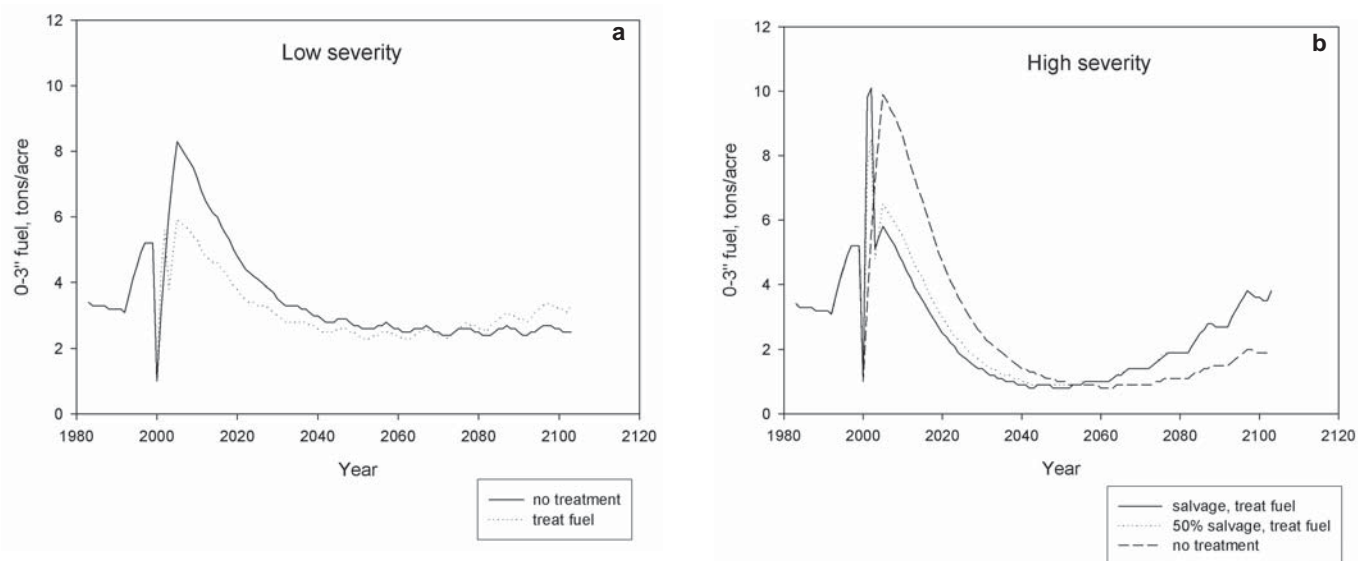 a
Low severity
12
10
8
6
4
2
0
0-3" fuel, tons/acre
1980 2000 2020 2040 2060 2080 2100 2120
Year
no treatment
treat fuel
b
High severity
12
10
8
6
4
2
0
0-3" fuel, tons/acre
1980 2000 2020 2040 2060 2080 2100 2120
Year
salvage, treat fuel
50% salvage, treat fuel
no treatment